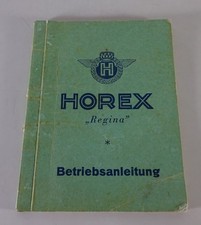 H
HOREX
„Regina"
*
Betriebsanleitung